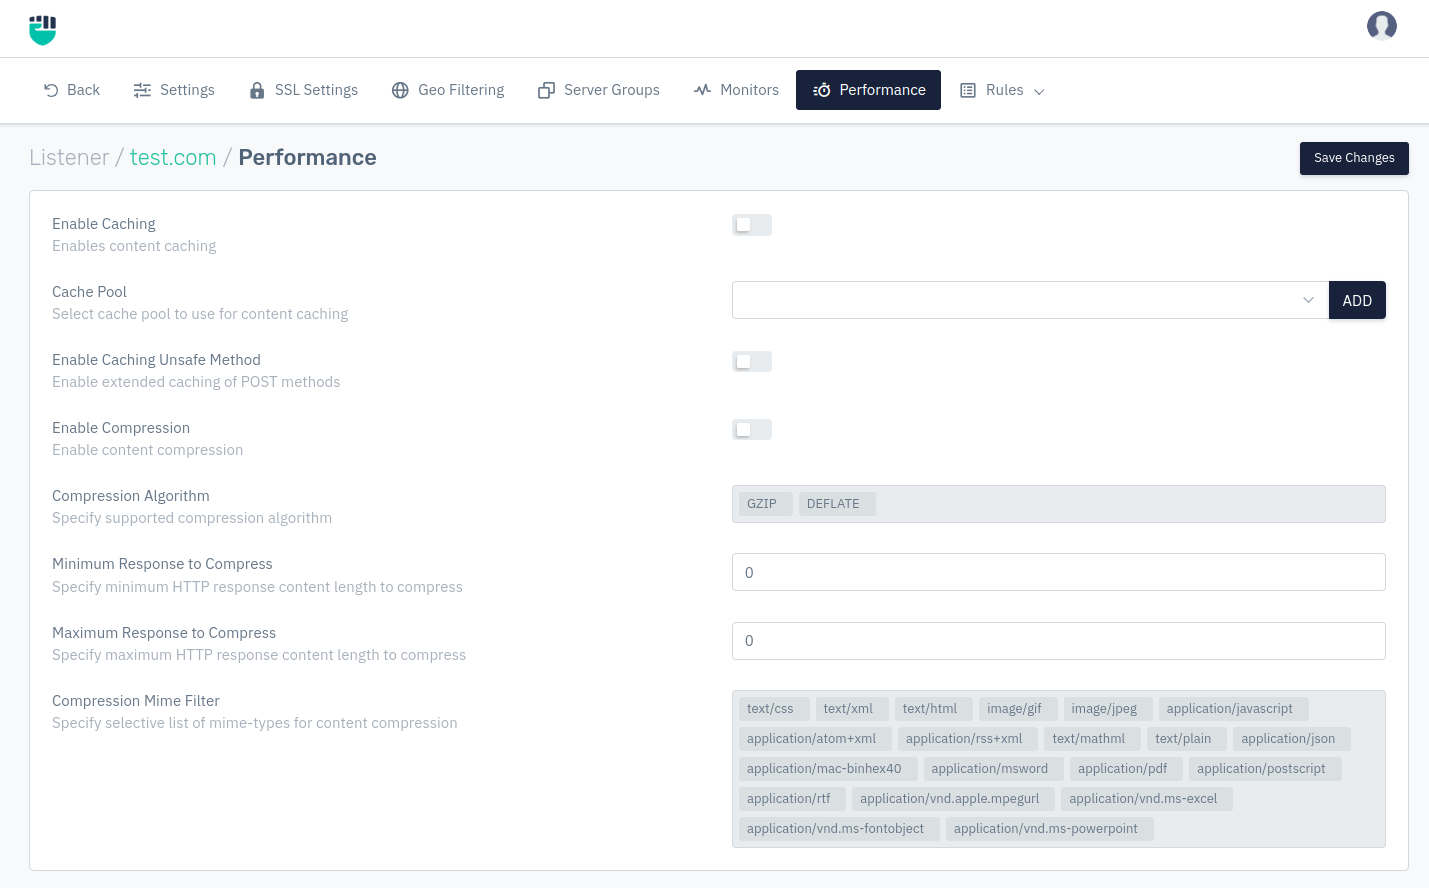 Back Settings SSL Settings Geo Filtering Server Groups Monitors Performance Rules
Listener / test.com / Performance Save Changes
Enable Caching
Enables content caching
Cache Pool
Select cache pool to use for content caching
ADD
Enable Caching Unsafe Method
Enable extended caching of POST methods
Enable Compression
Enable content compression
Compression Algorithm
Specify supported compression algorithm
GZIP DEFLATE
Minimum Response to Compress
Specify minimum HTTP response content length to compress
0
Maximum Response to Compress
Specify maximum HTTP response content length to compress
0
Compression Mime Filter
Specify selective list of mime-types for content compression
text/css text/xml text/html image/gif image/jpeg application/javascript
application/atom+xml application/rss+xml text/mathml text/plain application/json
application/mac-binhex40 application/msword application/pdf application/postscript
application/rtf application/vnd.apple.mpegurl application/vnd.ms-excel
application/vnd.ms-fontobject application/vnd.ms-powerpoint